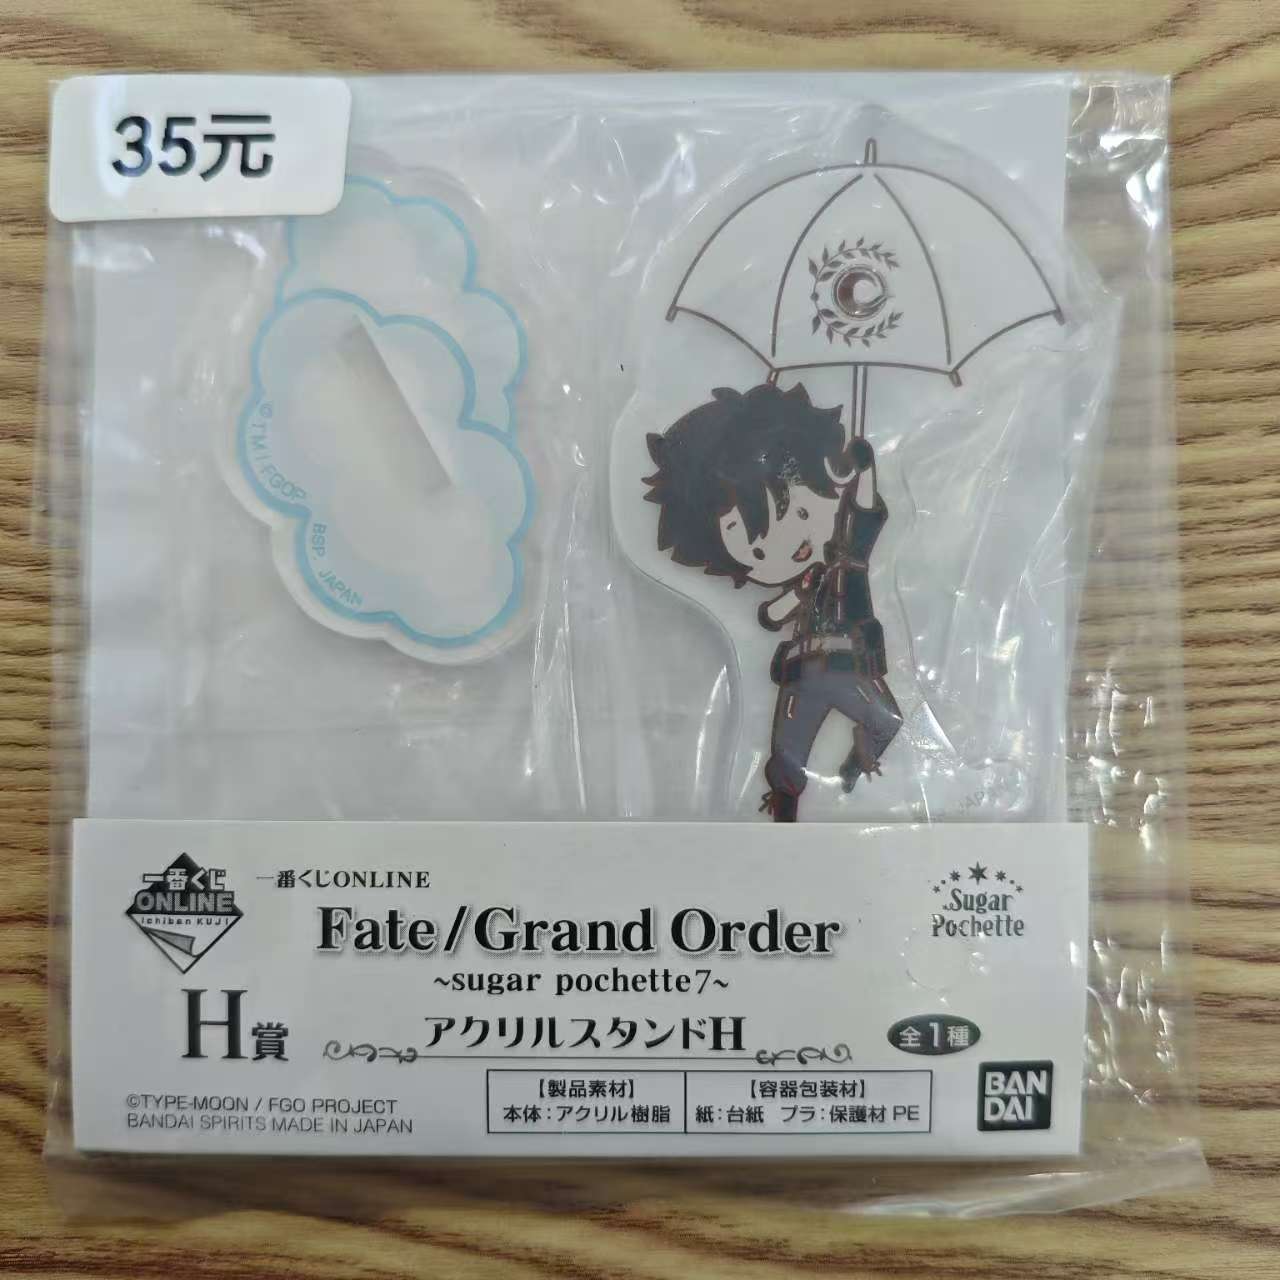 35元
©TM / FGOP
BSP, JAPAN
JAPAN
一番くじ
ONLINE
Ichiban KUJI
一番くじONLINE
Fate/Grand Order
~sugar pochette7~
Sugar
Pochette
H賞
アクリルスタンドH
全1種
【製品素材】
本体:アクリル樹脂
【容器包装材】
紙:台紙 プラ:保護材 PE
BAN
DAI
©TYPE-MOON / FGO PROJECT
BANDAI SPIRITS MADE IN JAPAN